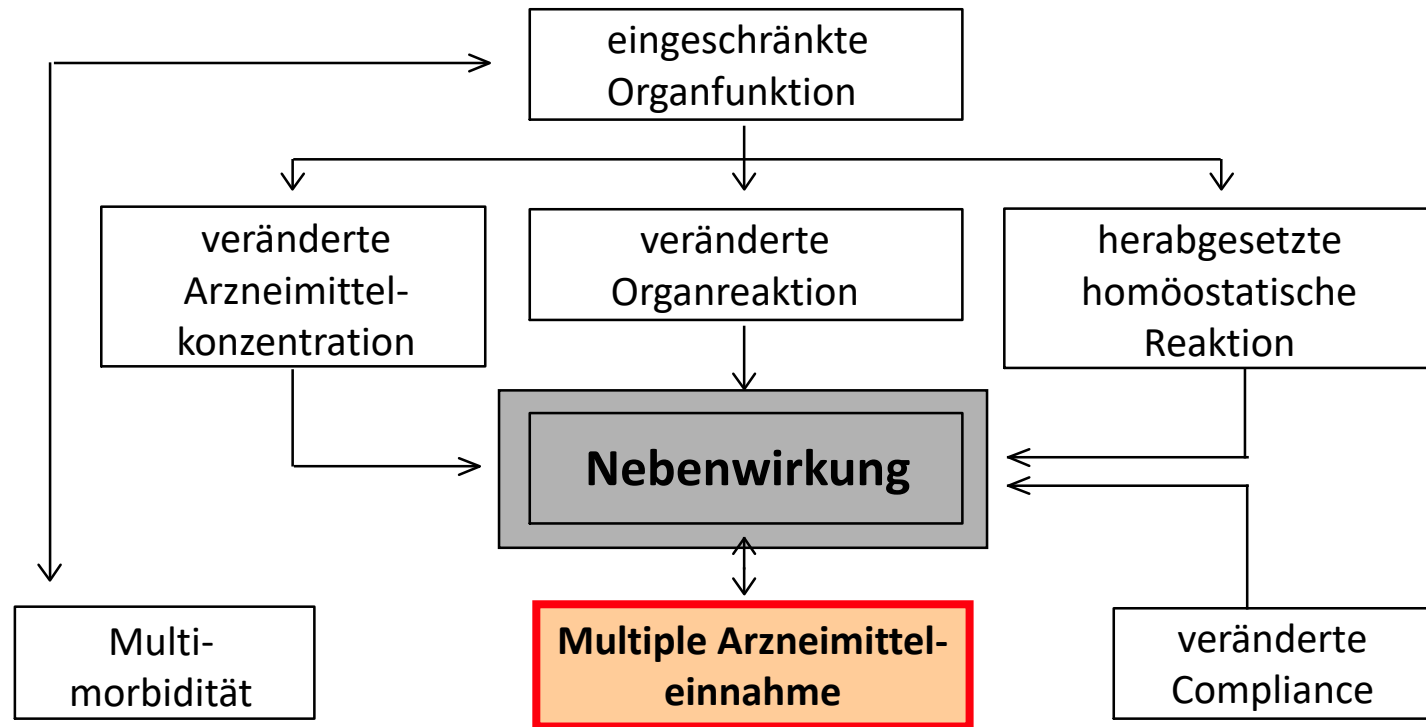 eingeschränkte
Organfunktion
veränderte
Arzneimittel-
konzentration
veränderte
Organreaktion
herabgesetzte
homöostatische
Reaktion
Nebenwirkung
Multi-
morbidität
Multiple Arzneimittel-
einnahme
veränderte
Compliance